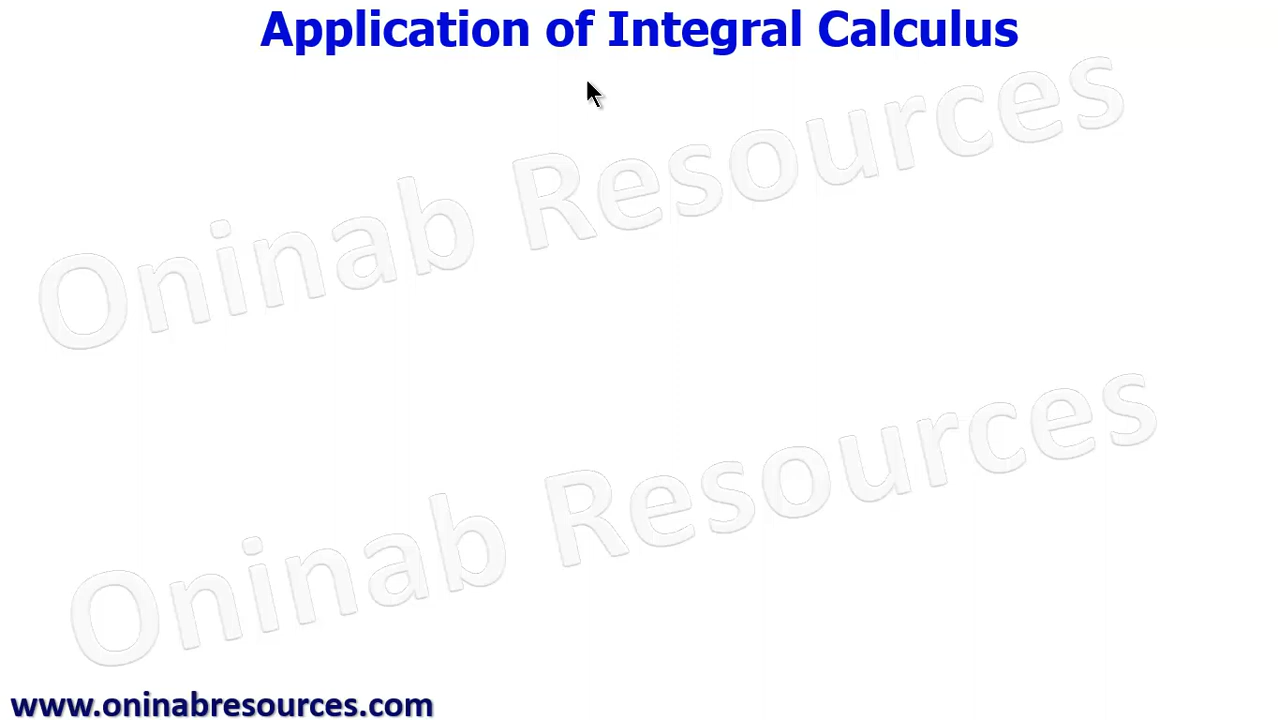 Application of Integral Calculus
Oninab Resources
Oninab Resources
www.oninabresources.com